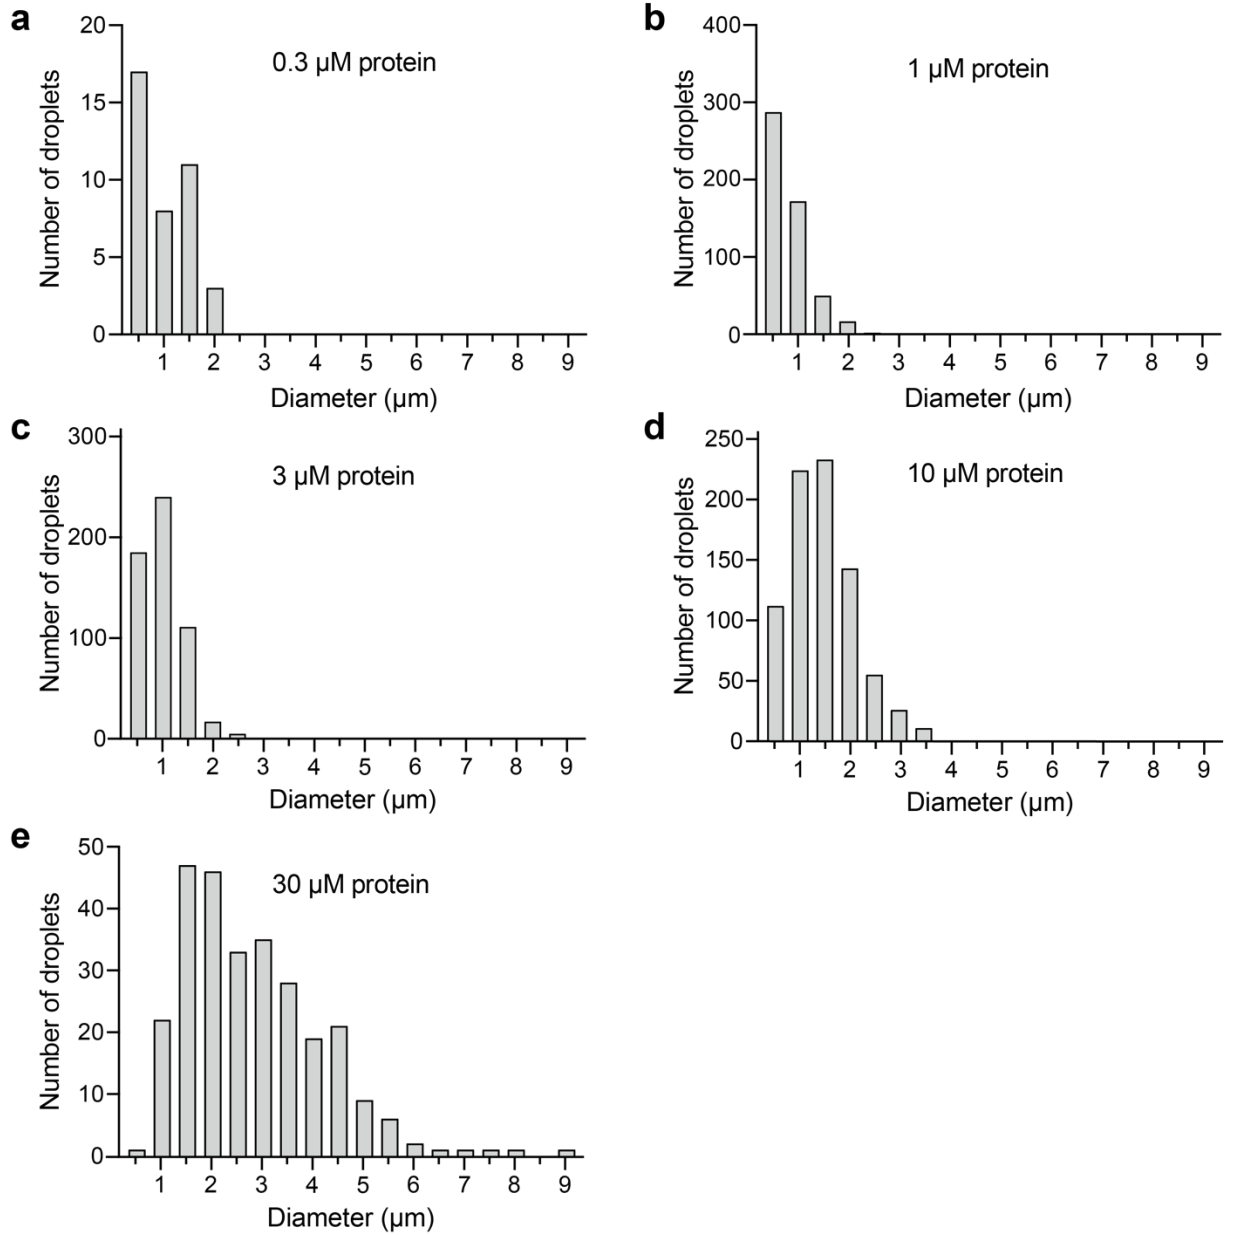 a
20
15
10
5
0
Number of droplets
0.3 µM protein
1 2 3 4 5 6 7 8 9
Diameter (µm)
b
400
300
200
100
0
Number of droplets
1 µM protein
1 2 3 4 5 6 7 8 9
Diameter (µm)
c
300
200
100
0
Number of droplets
3 µM protein
1 2 3 4 5 6 7 8 9
Diameter (µm)
d
250
200
150
100
50
0
Number of droplets
10 µM protein
1 2 3 4 5 6 7 8 9
Diameter (µm)
e
50
40
30
20
10
0
Number of droplets
30 µM protein
1 2 3 4 5 6 7 8 9
Diameter (µm)